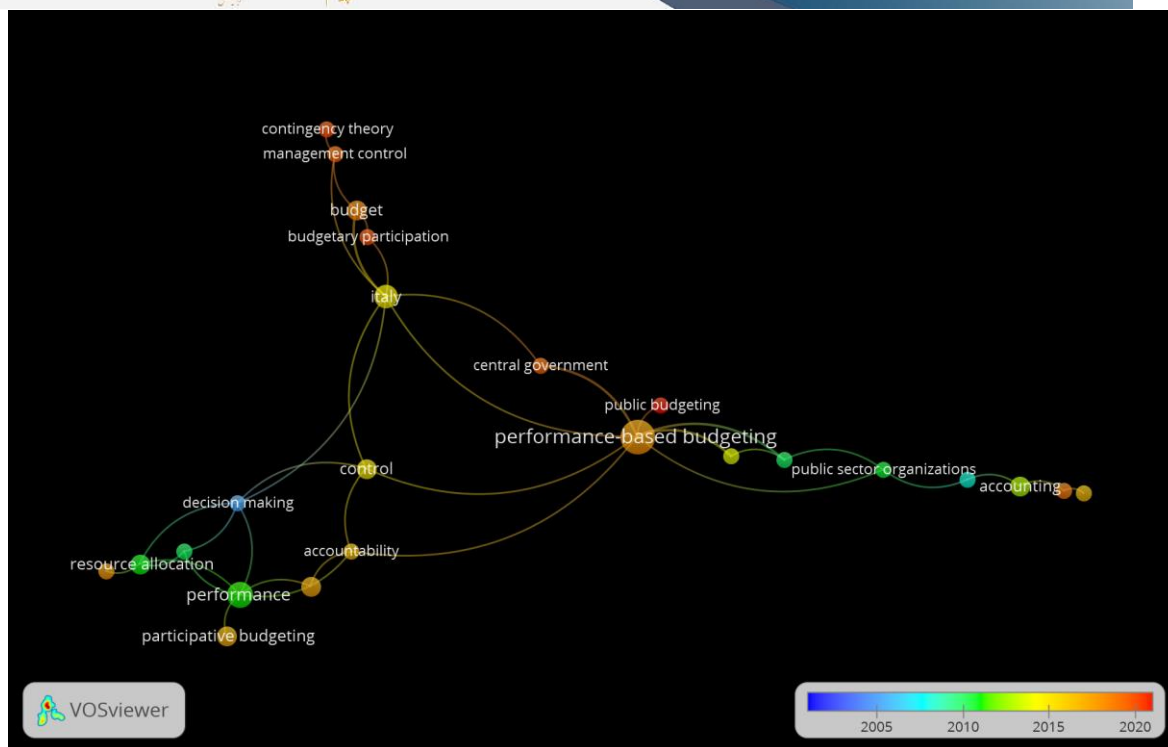 contingency theory
management control
budget
budgetary participation
italy
central government
public budgeting
performance-based budgeting
control
public sector organizations
accounting
decision making
accountability
resource allocation
performance
participative budgeting
VOSviewer
2005 2010 2015 2020